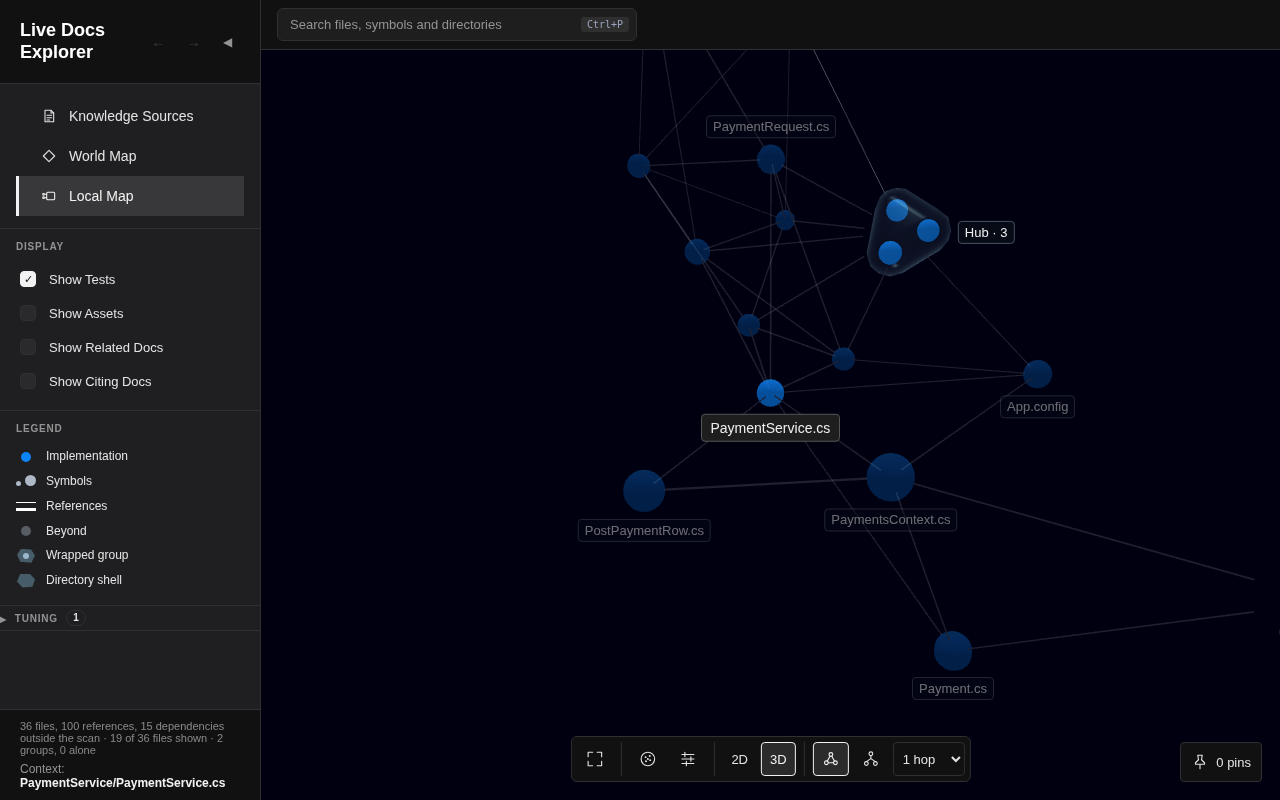 Live Docs
Explorer
Search files, symbols and directories
Ctrl+P
Knowledge Sources
World Map
Local Map
DISPLAY
Show Tests
Show Assets
Show Related Docs
Show Citing Docs
LEGEND
Implementation
Symbols
References
Beyond
Wrapped group
Directory shell
TUNING 1
36 files, 100 references, 15 dependencies
outside the scan · 19 of 36 files shown · 2
groups, 0 alone
Context:
PaymentService/PaymentService.cs
PaymentRequest.cs
Hub · 3
App.config
PaymentService.cs
PaymentsContext.cs
PostPaymentRow.cs
Payment.cs
2D
3D
1 hop
0 pins